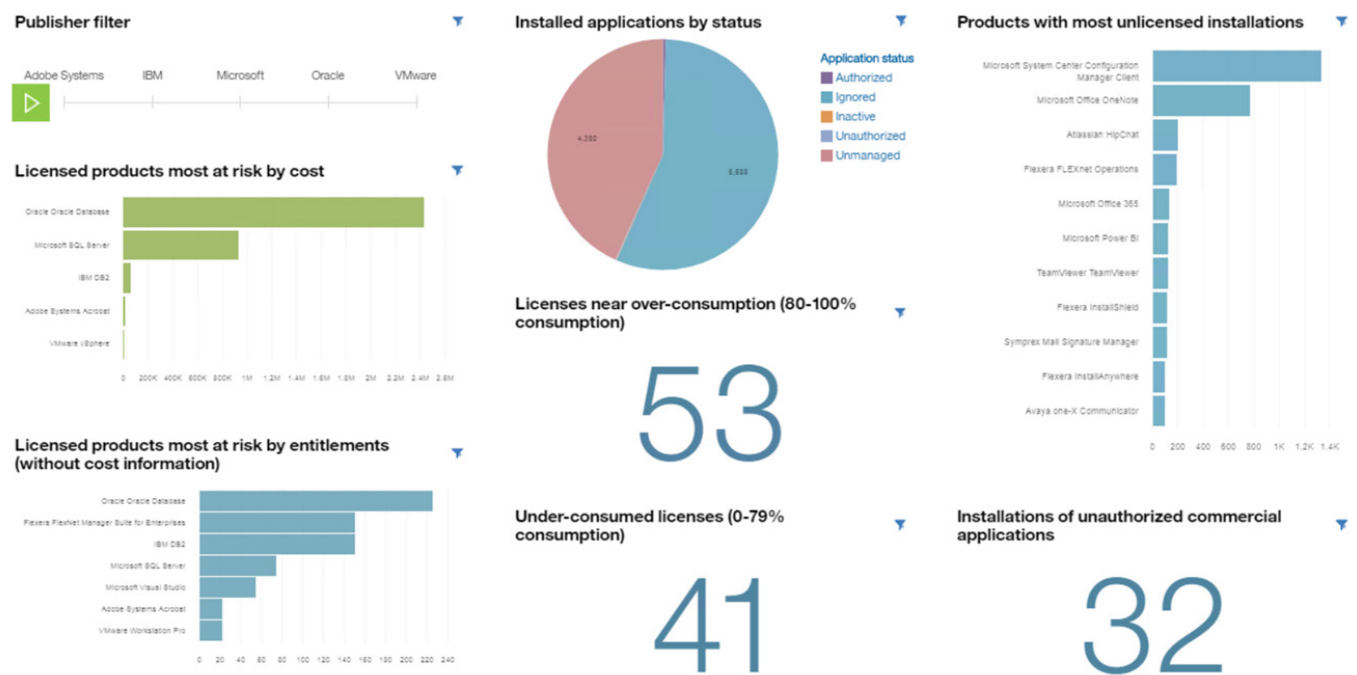 Publisher filter
Adobe Systems IBM Microsoft Oracle VMware
Licensed products most at risk by cost
Oracle Oracle Database
Microsoft SQL Server
IBM DB2
Adobe Systems Acrobat
VMware vSphere
0 200K 400K 600K 800K 1M 1.2M 1.4M 1.6M 1.8M 2M 2.2M 2.4M 2.6M
Licensed products most at risk by entitlements
(without cost information)
Oracle Oracle Database
Flexera FlexNet Manager Suite for Enterprises
IBM DB2
Microsoft SQL Server
Microsoft Visual Studio
Adobe Systems Acrobat
VMware Workstation Pro
0 20 40 60 80 100 120 140 160 180 200 220 240
Installed applications by status
Application status
Authorized
Ignored
Inactive
Unauthorized
Unmanaged
Licenses near over-consumption (80-100%
consumption)
53
Under-consumed licenses (0-79%
consumption)
41
Products with most unlicensed installations
Microsoft System Center Configuration
Manager Client
Microsoft Office OneNote
Atlassian HipChat
Flexera FLEXnet Operations
Microsoft Office 365
Microsoft Power BI
TeamViewer TeamViewer
Flexera InstallShield
Symprex Mail Signature Manager
Flexera InstallAnywhere
Avaya one-X Communicator
0 200 400 600 800 1K 1.2K 1.4K
Installations of unauthorized commercial
applications
32